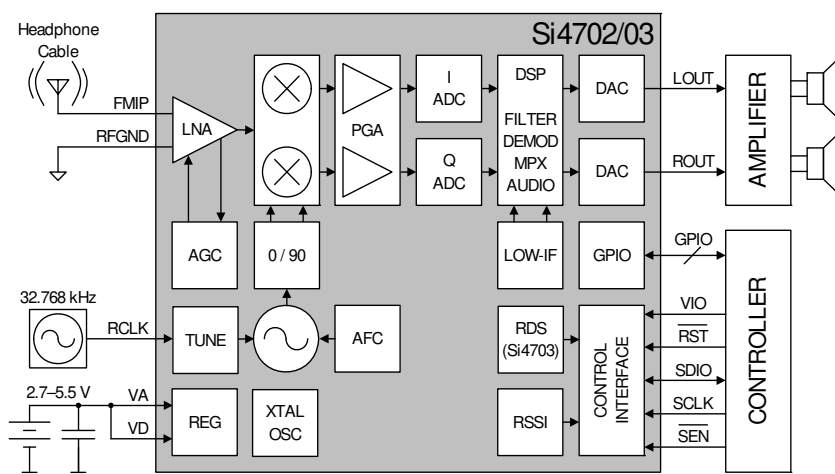 Headphone
Cable
Si4702/03
FMIP
RFGND
LNA
PGA
I
ADC
Q
ADC
DSP
FILTER
DEMOD
MPX
AUDIO
DAC
DAC
LOUT
ROUT
AMPLIFIER
AGC
0 / 90
LOW-IF
GPIO
GPIO
32.768 kHz
RCLK
TUNE
AFC
RDS
(Si4703)
CONTROL
INTERFACE
VIO
RST
SDIO
SCLK
SEN
CONTROLLER
2.7–5.5 V
VA
VD
REG
XTAL
OSC
RSSI